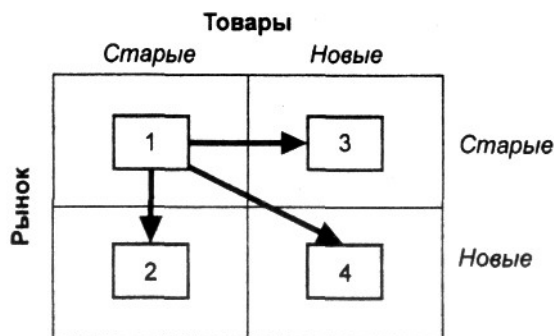 Товары
Старые Новые
1 3 Старые
Рынок
2 4 Новые